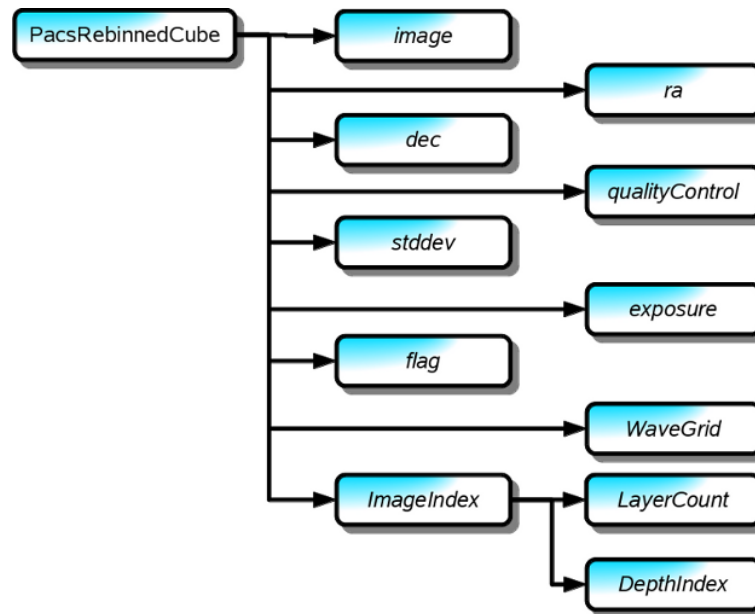 PacsRebinnedCube
image
ra
dec
qualityControl
stddev
exposure
flag
WaveGrid
ImageIndex
LayerCount
DepthIndex